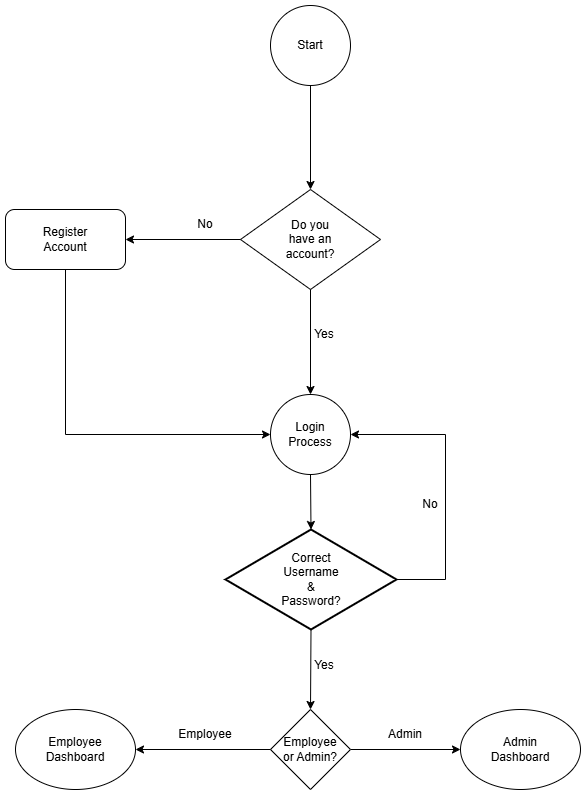 Start
Do you
have an
account?
No
Register
Account
Yes
Login
Process
No
Correct
Username
&
Password?
Yes
Employee
or Admin?
Employee
Admin
Employee
Dashboard
Admin
Dashboard